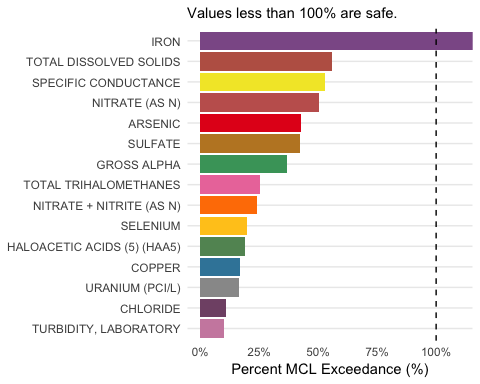 Values less than 100% are safe.
IRON
TOTAL DISSOLVED SOLIDS
SPECIFIC CONDUCTANCE
NITRATE (AS N)
ARSENIC
SULFATE
GROSS ALPHA
TOTAL TRIHALOMETHANES
NITRATE + NITRITE (AS N)
SELENIUM
HALOACETIC ACIDS (5) (HAA5)
COPPER
URANIUM (PCI/L)
CHLORIDE
TURBIDITY, LABORATORY
0% 25% 50% 75% 100%
Percent MCL Exceedance (%)